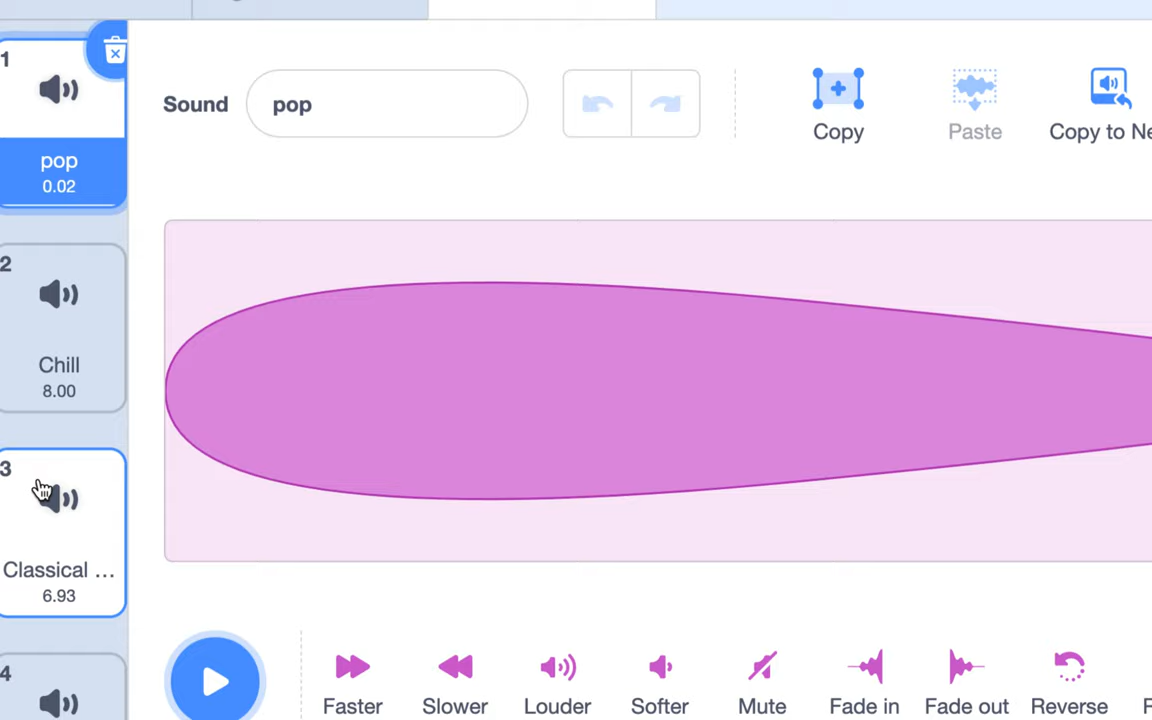 1
pop
0.02
2
Chill
8.00
3
Classical ...
6.93
4
Sound
pop
Copy
Paste
Copy to Ne
Faster
Slower
Louder
Softer
Mute
Fade in
Fade out
Reverse